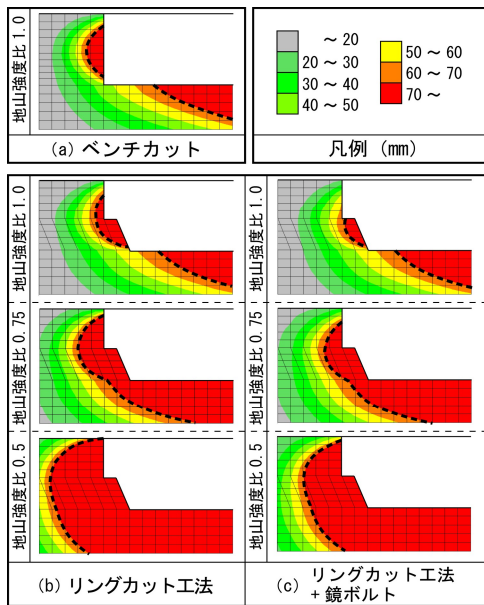 地山強度比 1.0
(a) ベンチカット
～20
20～30
30～40
40～50
50～60
60～70
70～
凡例 (mm)
地山強度比 1.0
地山強度比 0.75
地山強度比 0.5
(b) リングカット工法
地山強度比 1.0
地山強度比 0.75
地山強度比 0.5
(c) リングカット工法
+鏡ボルト